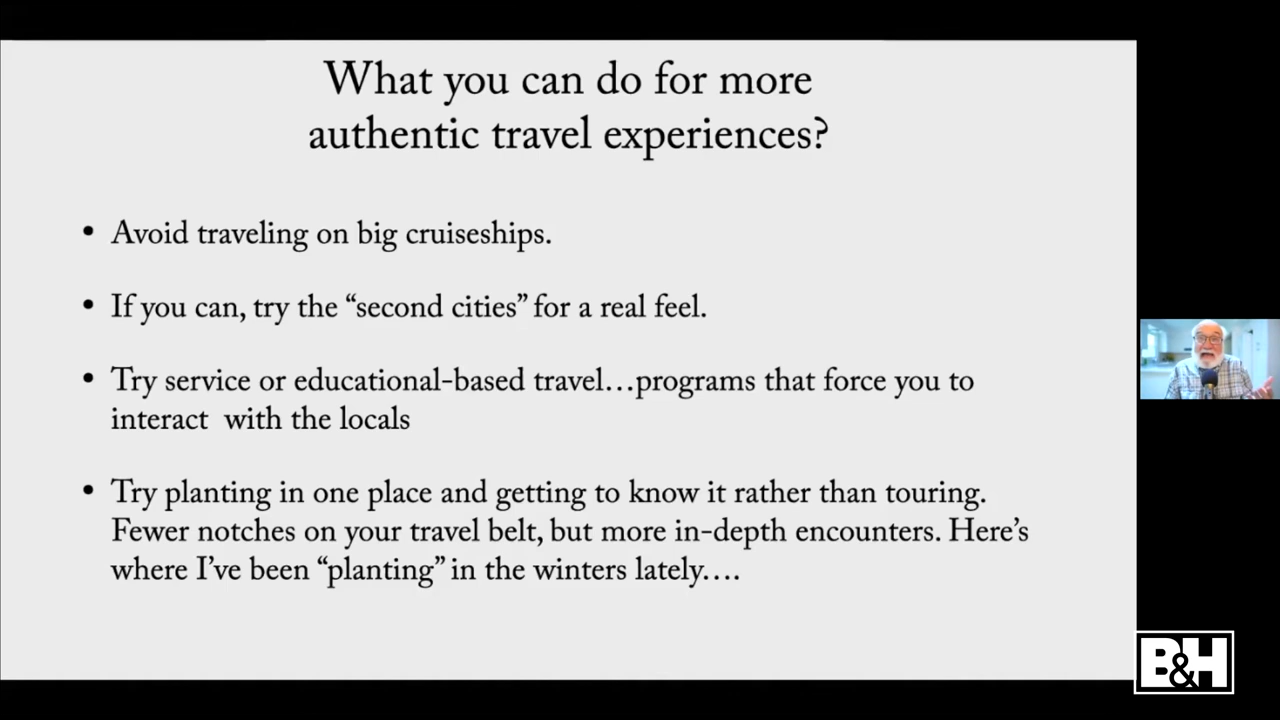 What you can do for more
authentic travel experiences?
• Avoid traveling on big cruiseships.
• If you can, try the “second cities” for a real feel.
• Try service or educational-based travel…programs that force you to
interact  with the locals
• Try planting in one place and getting to know it rather than touring.
Fewer notches on your travel belt, but more in-depth encounters. Here’s
where I’ve been “planting” in the winters lately….
B&H